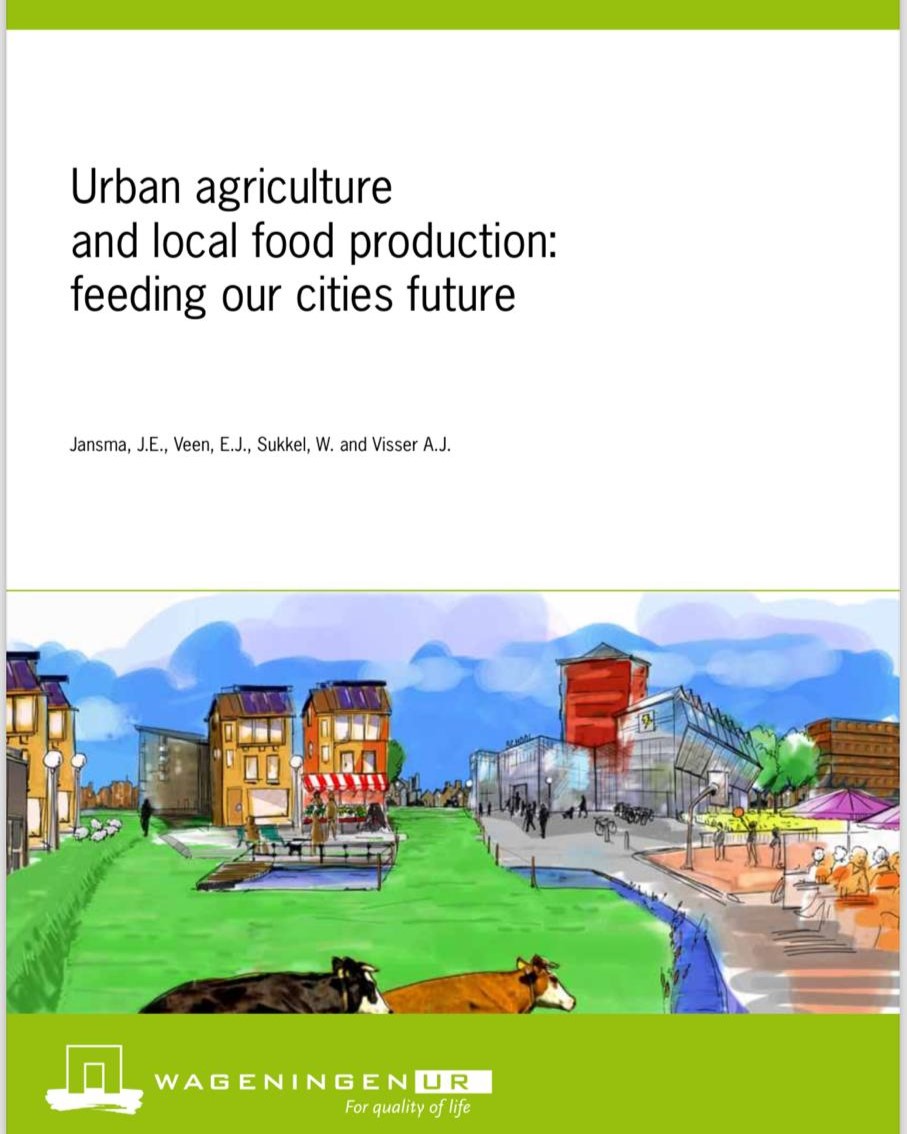 Urban agriculture
and local food production:
feeding our cities future
Jansma, J.E., Veen, E.J., Sukkel, W. and Visser A.J.
SCHOOL
WAGENINGEN UR
For quality of life